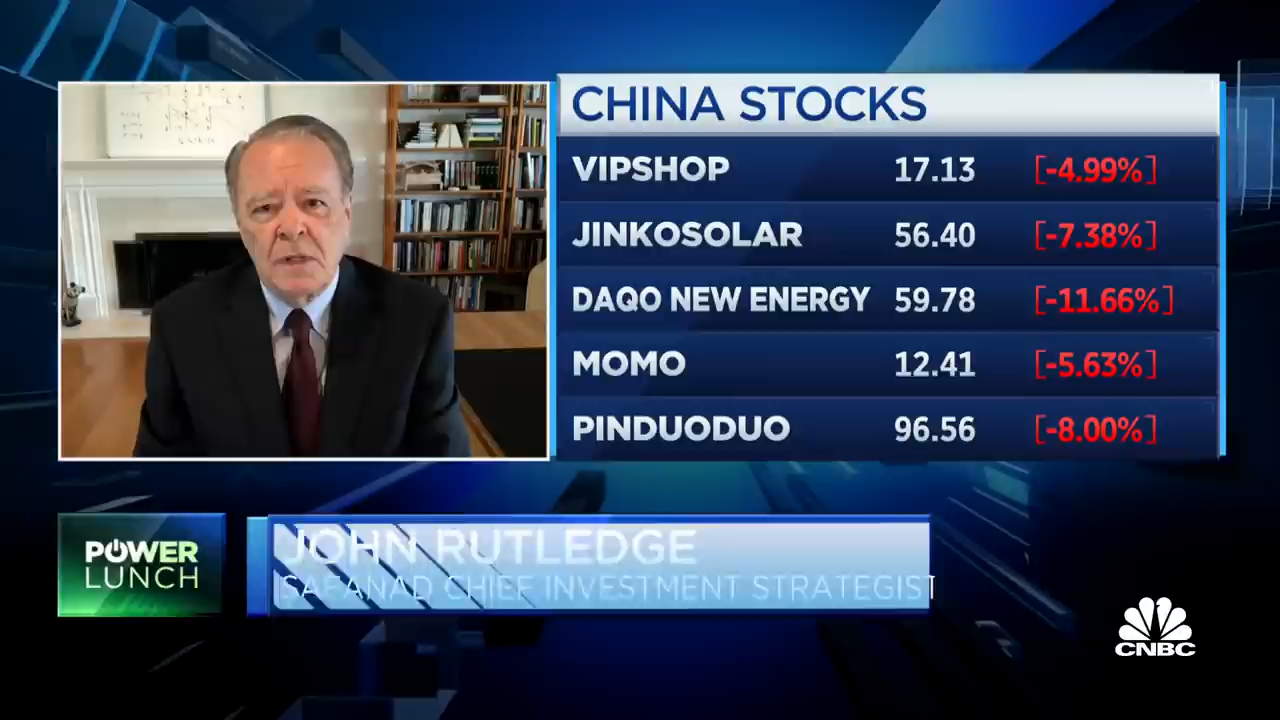 CHINA STOCKS
VIPSHOP 17.13 [-4.99%]
JINKOSOLAR 56.40 [-7.38%]
DAQO NEW ENERGY 59.78 [-11.66%]
MOMO 12.41 [-5.63%]
PINDUODUO 96.56 [-8.00%]
POWER
LUNCH
JOHN RUTLEDGE
SAFANAD CHIEF INVESTMENT STRATEGIST
CNBC